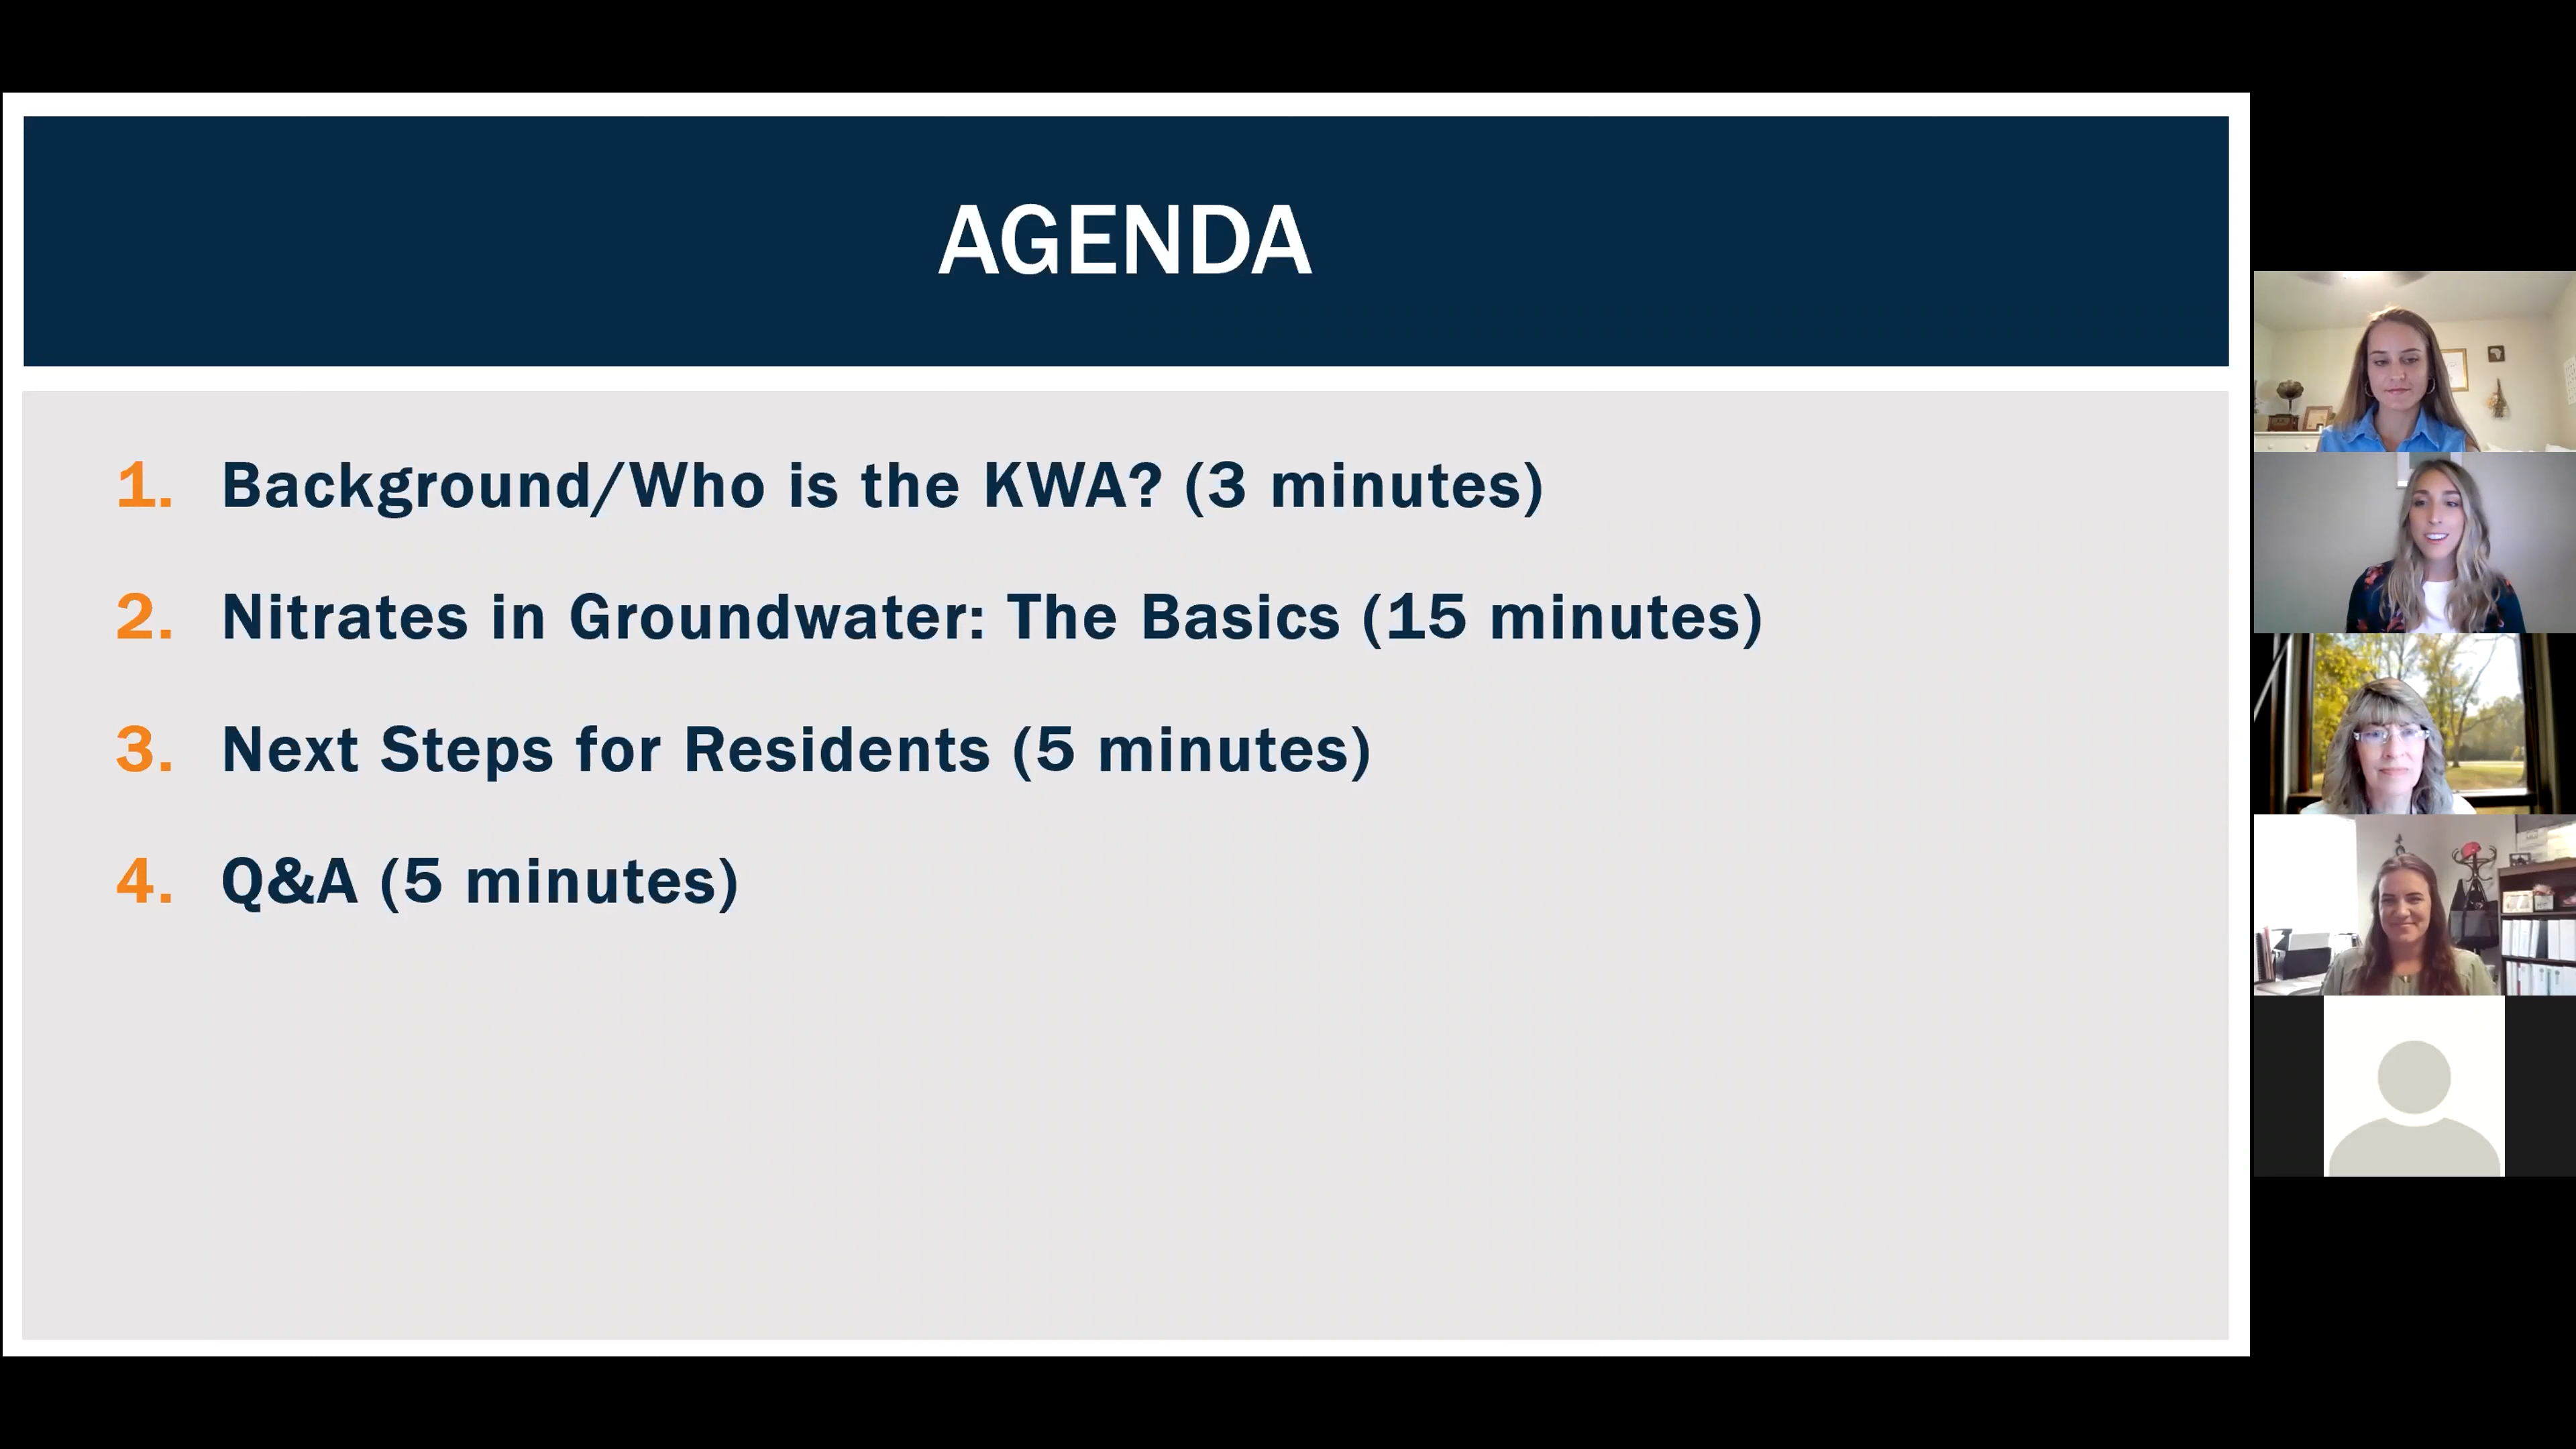 AGENDA
1. Background/Who is the KWA? (3 minutes)
2. Nitrates in Groundwater: The Basics (15 minutes)
3. Next Steps for Residents (5 minutes)
4. Q&A (5 minutes)